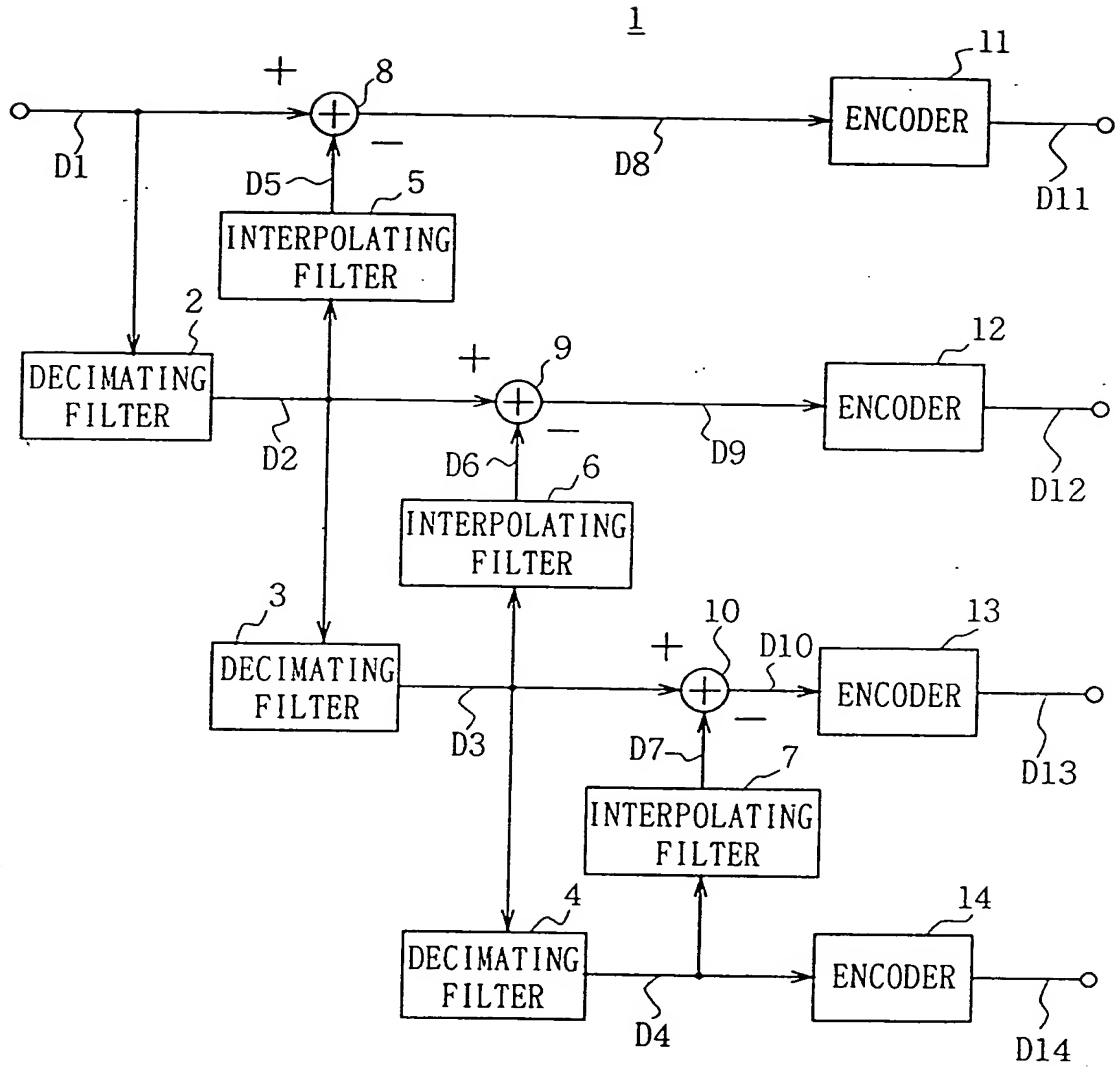 1
11
+
8
ENCODER
D1
−
D8
D11
D5
5
INTERPOLATING
FILTER
2
DECIMATING
FILTER
D2
+
9
12
ENCODER
−
D9
D12
D6
6
INTERPOLATING
FILTER
3
DECIMATING
FILTER
D3
+
10
D10
13
ENCODER
−
D13
D7
7
INTERPOLATING
FILTER
4
DECIMATING
FILTER
D4
14
ENCODER
D14